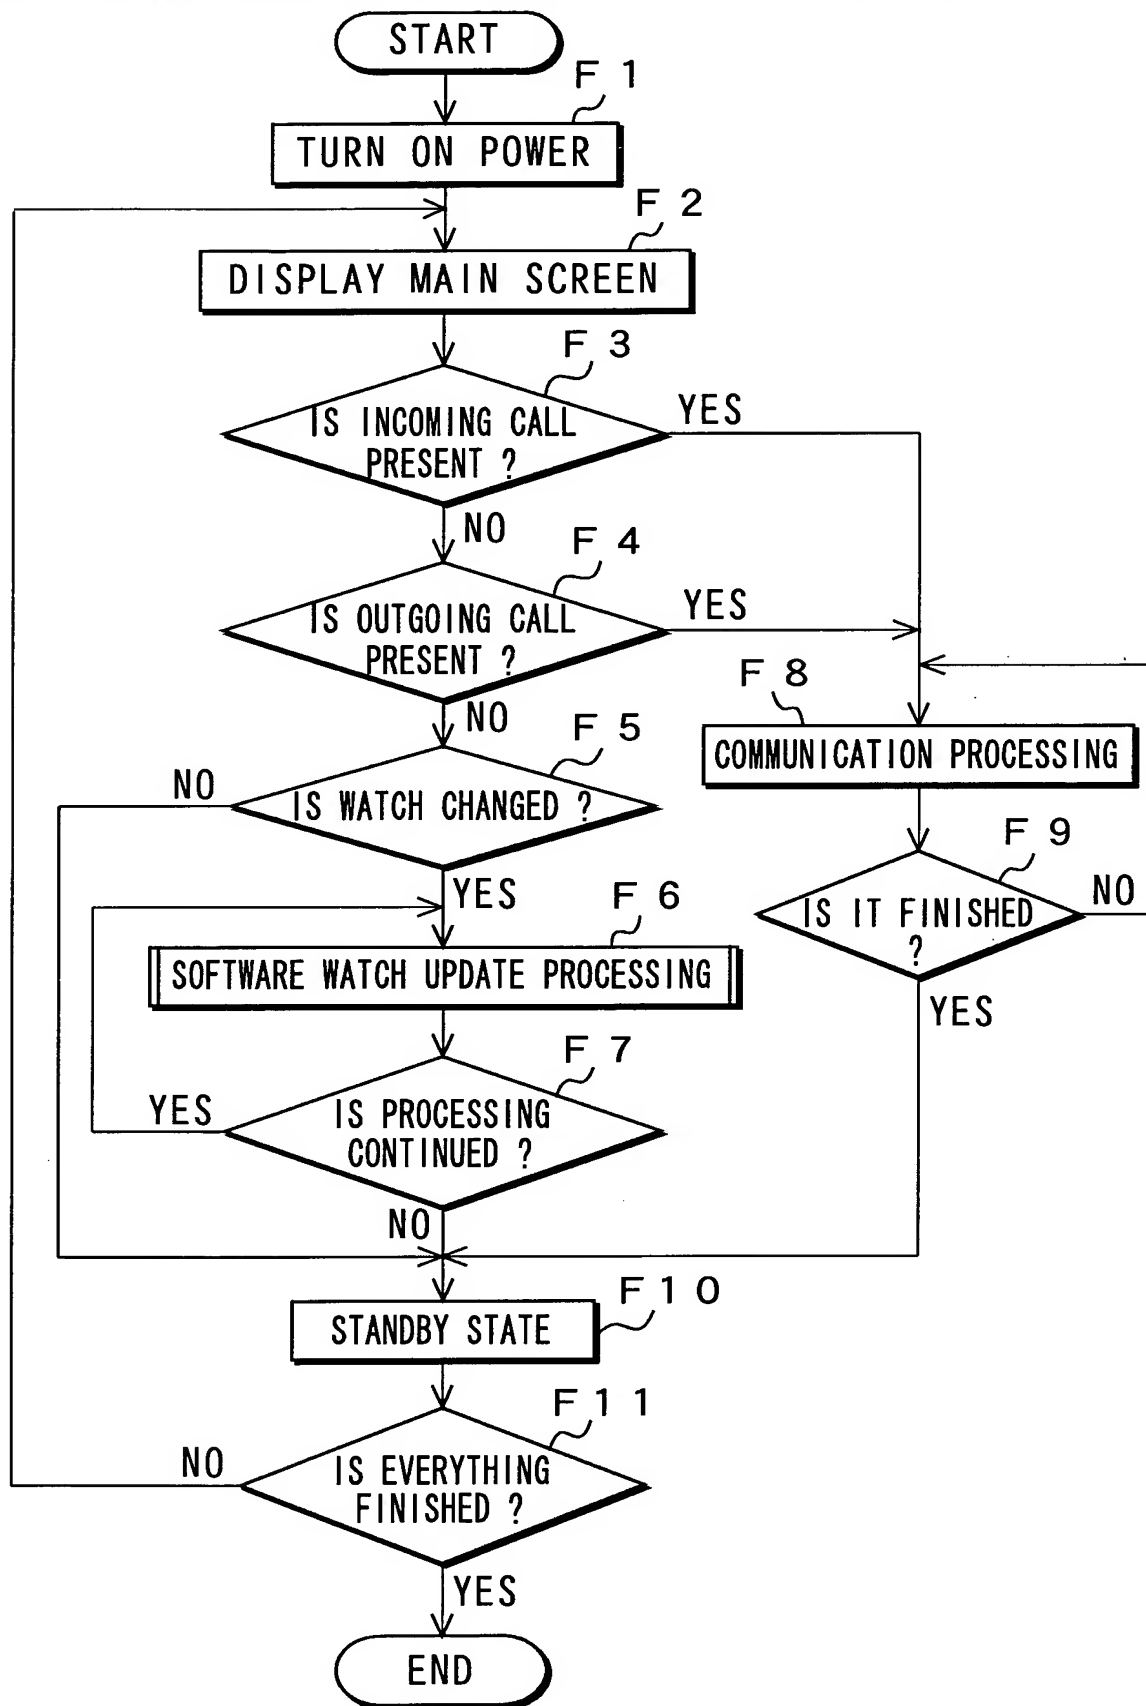 START
F 1
TURN ON POWER
F 2
DISPLAY MAIN SCREEN
F 3
IS INCOMING CALL
PRESENT ?
YES
NO
F 4
IS OUTGOING CALL
PRESENT ?
YES
NO
F 8
COMMUNICATION PROCESSING
F 5
IS WATCH CHANGED ?
NO
YES
F 9
IS IT FINISHED
?
NO
YES
F 6
SOFTWARE WATCH UPDATE PROCESSING
F 7
IS PROCESSING
CONTINUED ?
YES
NO
F 1 0
STANDBY STATE
F 1 1
IS EVERYTHING
FINISHED ?
NO
YES
END